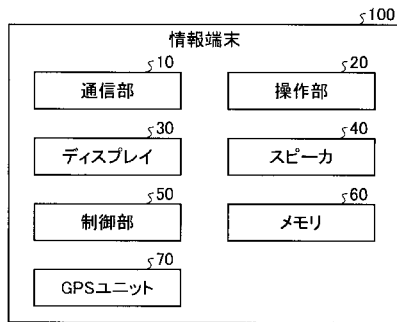 100
情報端末
10
通信部
20
操作部
30
ディスプレイ
40
スピーカ
50
制御部
60
メモリ
70
GPSユニット